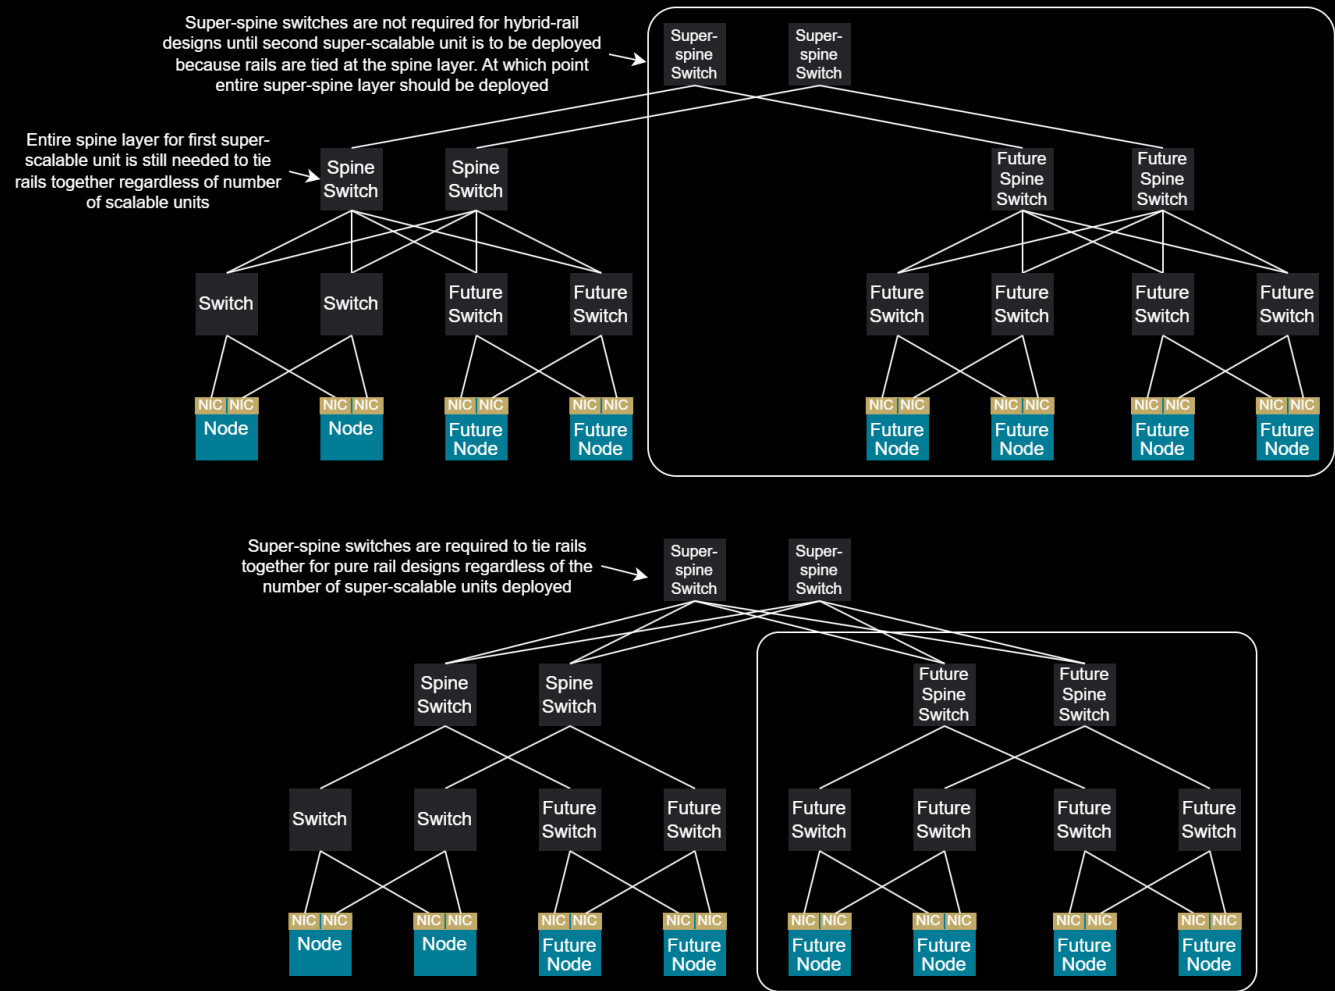 Super-spine switches are not required for hybrid-rail
designs until second super-scalable unit is to be deployed
because rails are tied at the spine layer. At which point
entire super-spine layer should be deployed
Super-
spine
Switch
Super-
spine
Switch
Entire spine layer for first super-
scalable unit is still needed to tie
rails together regardless of number
of scalable units
Spine
Switch
Spine
Switch
Future
Spine
Switch
Future
Spine
Switch
Switch
Switch
Future
Switch
Future
Switch
Future
Switch
Future
Switch
Future
Switch
Future
Switch
NIC NIC
Node
NIC NIC
Node
NIC NIC
Future
Node
NIC NIC
Future
Node
NIC NIC
Future
Node
NIC NIC
Future
Node
NIC NIC
Future
Node
NIC NIC
Future
Node
Super-spine switches are required to tie rails
together for pure rail designs regardless of the
number of super-scalable units deployed
Super-
spine
Switch
Super-
spine
Switch
Spine
Switch
Spine
Switch
Future
Spine
Switch
Future
Spine
Switch
Switch
Switch
Future
Switch
Future
Switch
Future
Switch
Future
Switch
Future
Switch
Future
Switch
NIC NIC
Node
NIC NIC
Node
NIC NIC
Future
Node
NIC NIC
Future
Node
NIC NIC
Future
Node
NIC NIC
Future
Node
NIC NIC
Future
Node
NIC NIC
Future
Node